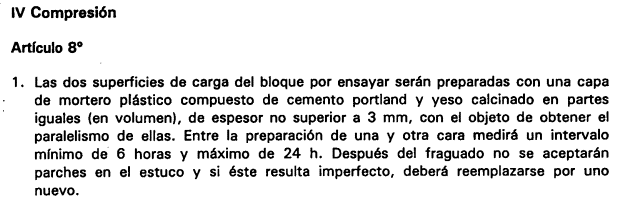 IV Compresión
Artículo 8º
1. Las dos superficies de carga del bloque por ensayar serán preparadas con una capa
de mortero plástico compuesto de cemento portland y yeso calcinado en partes
iguales (en volumen), de espesor no superior a 3 mm, con el objeto de obtener el
paralelismo de ellas. Entre la preparación de una y otra cara medirá un intervalo
mínimo de 6 horas y máximo de 24 h. Después del fraguado no se aceptarán
parches en el estuco y si éste resulta imperfecto, deberá reemplazarse por uno
nuevo.